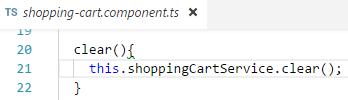 TS shopping-cart.component.ts ×
19
20 clear(){
21 this.shoppingCartService.clear();
22 }